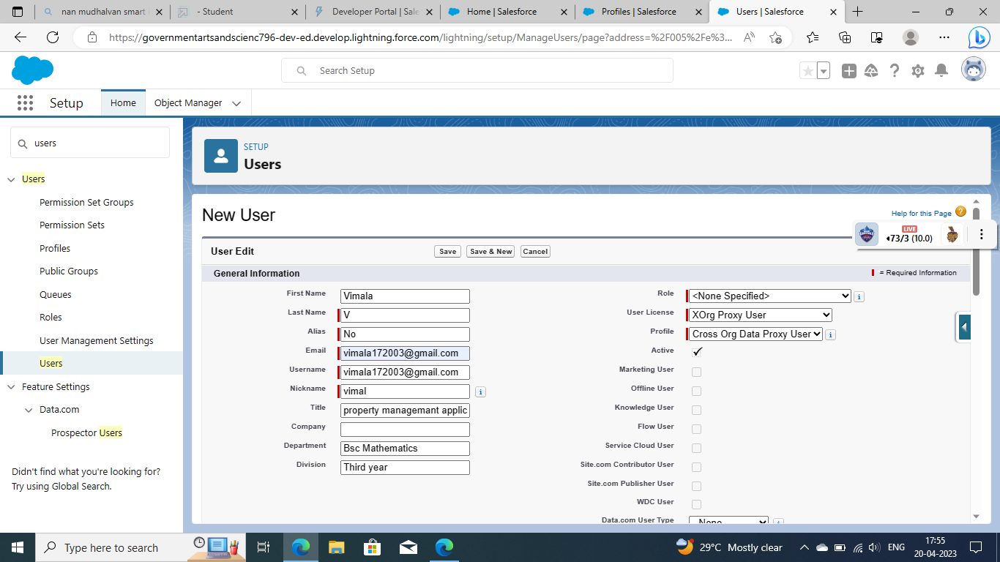 nan mudhalvan smart
- Student
Developer Portal | Sale
Home | Salesforce
Profiles | Salesforce
Users | Salesforce
https://governmentartsandscienc796-dev-ed.develop.lightning.force.com/lightning/setup/ManageUsers/page?address=%2F005%2Fe%3...
Search Setup
Setup
Home
Object Manager
users
Users
Permission Set Groups
Permission Sets
Profiles
Public Groups
Queues
Roles
User Management Settings
Users
Feature Settings
Data.com
Prospector Users
Didn't find what you're looking for?
Try using Global Search.
SETUP
Users
New User
Help for this Page
LIVE
73/3 (10.0)
User Edit
Save
Save & New
Cancel
General Information
= Required Information
First Name Vimala
Last Name V
Alias No
Email vimala172003@gmail.com
Username vimala172003@gmail.com
Nickname vimal
Title property managemant applic
Company
Department Bsc Mathematics
Division Third year
Role <None Specified>
User License XOrg Proxy User
Profile Cross Org Data Proxy User
Active
Marketing User
Offline User
Knowledge User
Flow User
Service Cloud User
Site.com Contributor User
Site.com Publisher User
WDC User
Data.com User Type --None--
Type here to search
29°C Mostly clear
ENG
17:55
20-04-2023